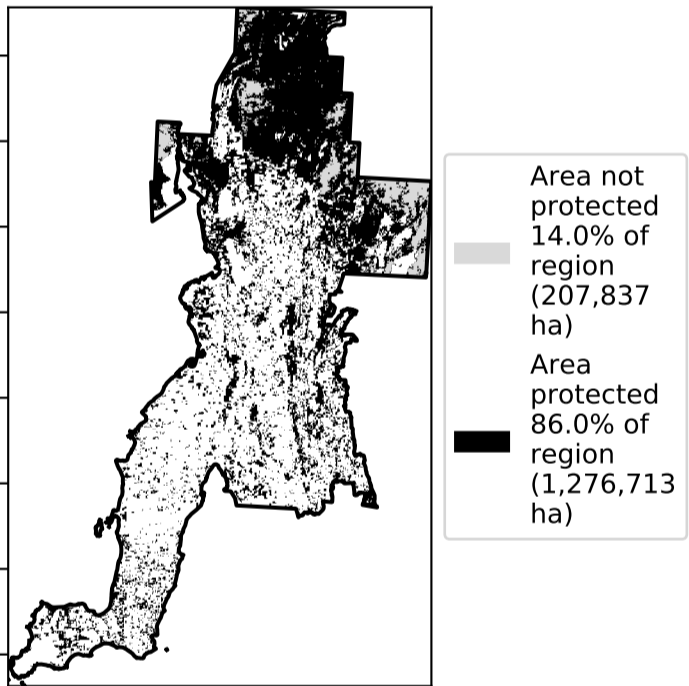 Area not
protected
14.0% of
region
(207,837
ha)
Area
protected
86.0% of
region
(1,276,713
ha)